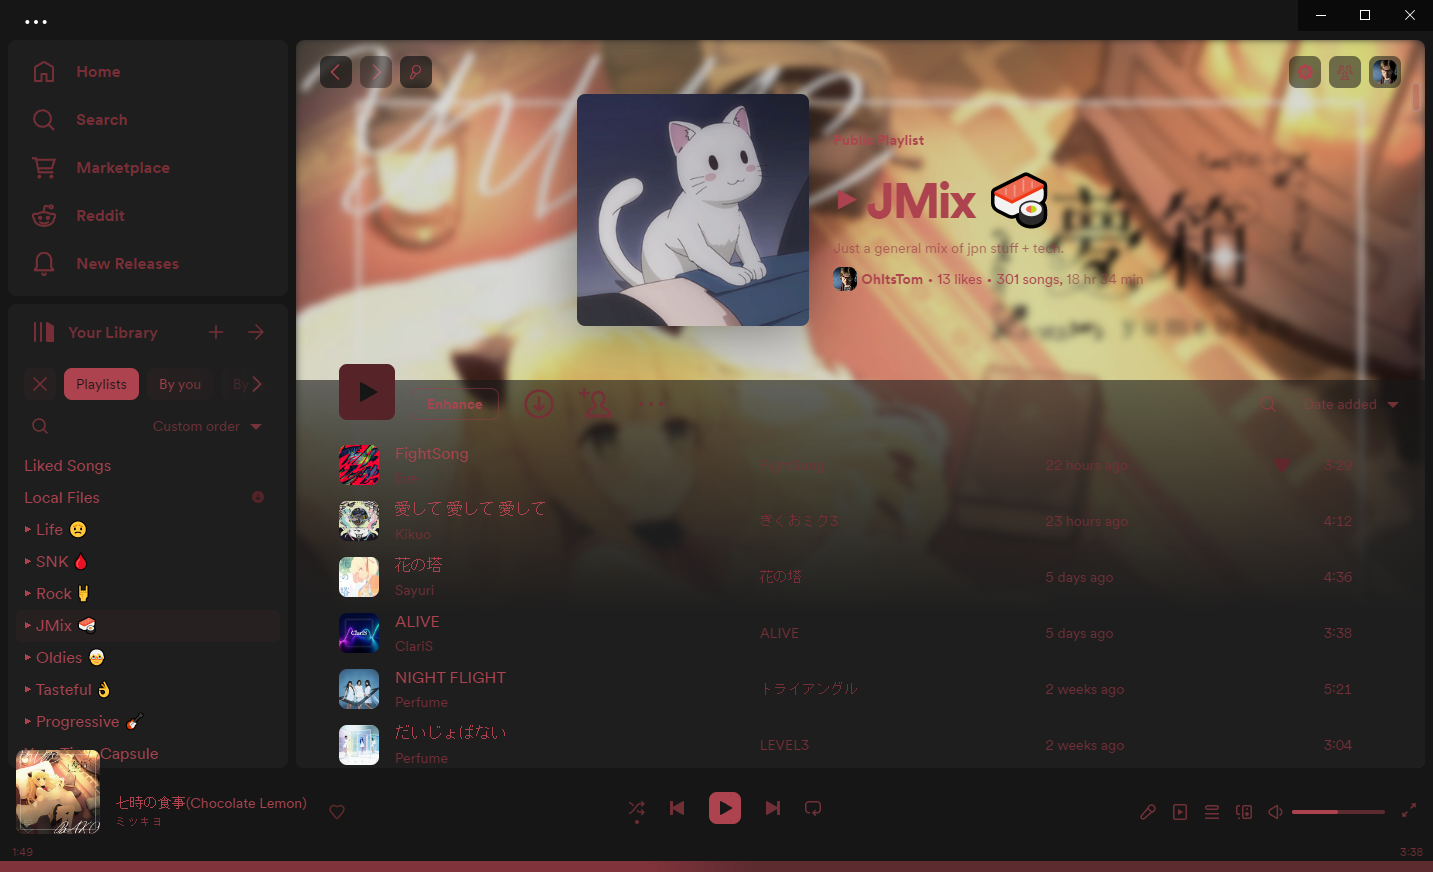 Home
Search
Marketplace
Reddit
New Releases
Your Library
Playlists
By you
By
Custom order
Liked Songs
Local Files
Life 😟
SNK 🩸
Rock 🤘
JMix 🍣
Oldies 👴
Tasteful 👌
Progressive 🎸
Capsule
Public Playlist
JMix 🍣
Just a general mix of jpn stuff + tech.
OhItsTom • 13 likes • 301 songs, 18 hr 34 min
Enhance
Date added
FightSong
22 hours ago
3:29
愛して 愛して 愛して
Kikuo
きくおミク3
23 hours ago
4:12
花の塔
Sayuri
花の塔
5 days ago
4:36
ALIVE
ClariS
ALIVE
5 days ago
3:38
NIGHT FLIGHT
Perfume
トライアングル
2 weeks ago
5:21
だいじょばない
Perfume
LEVEL3
2 weeks ago
3:04
七時の食事(Chocolate Lemon)
ミッキヨ
1:49
3:38